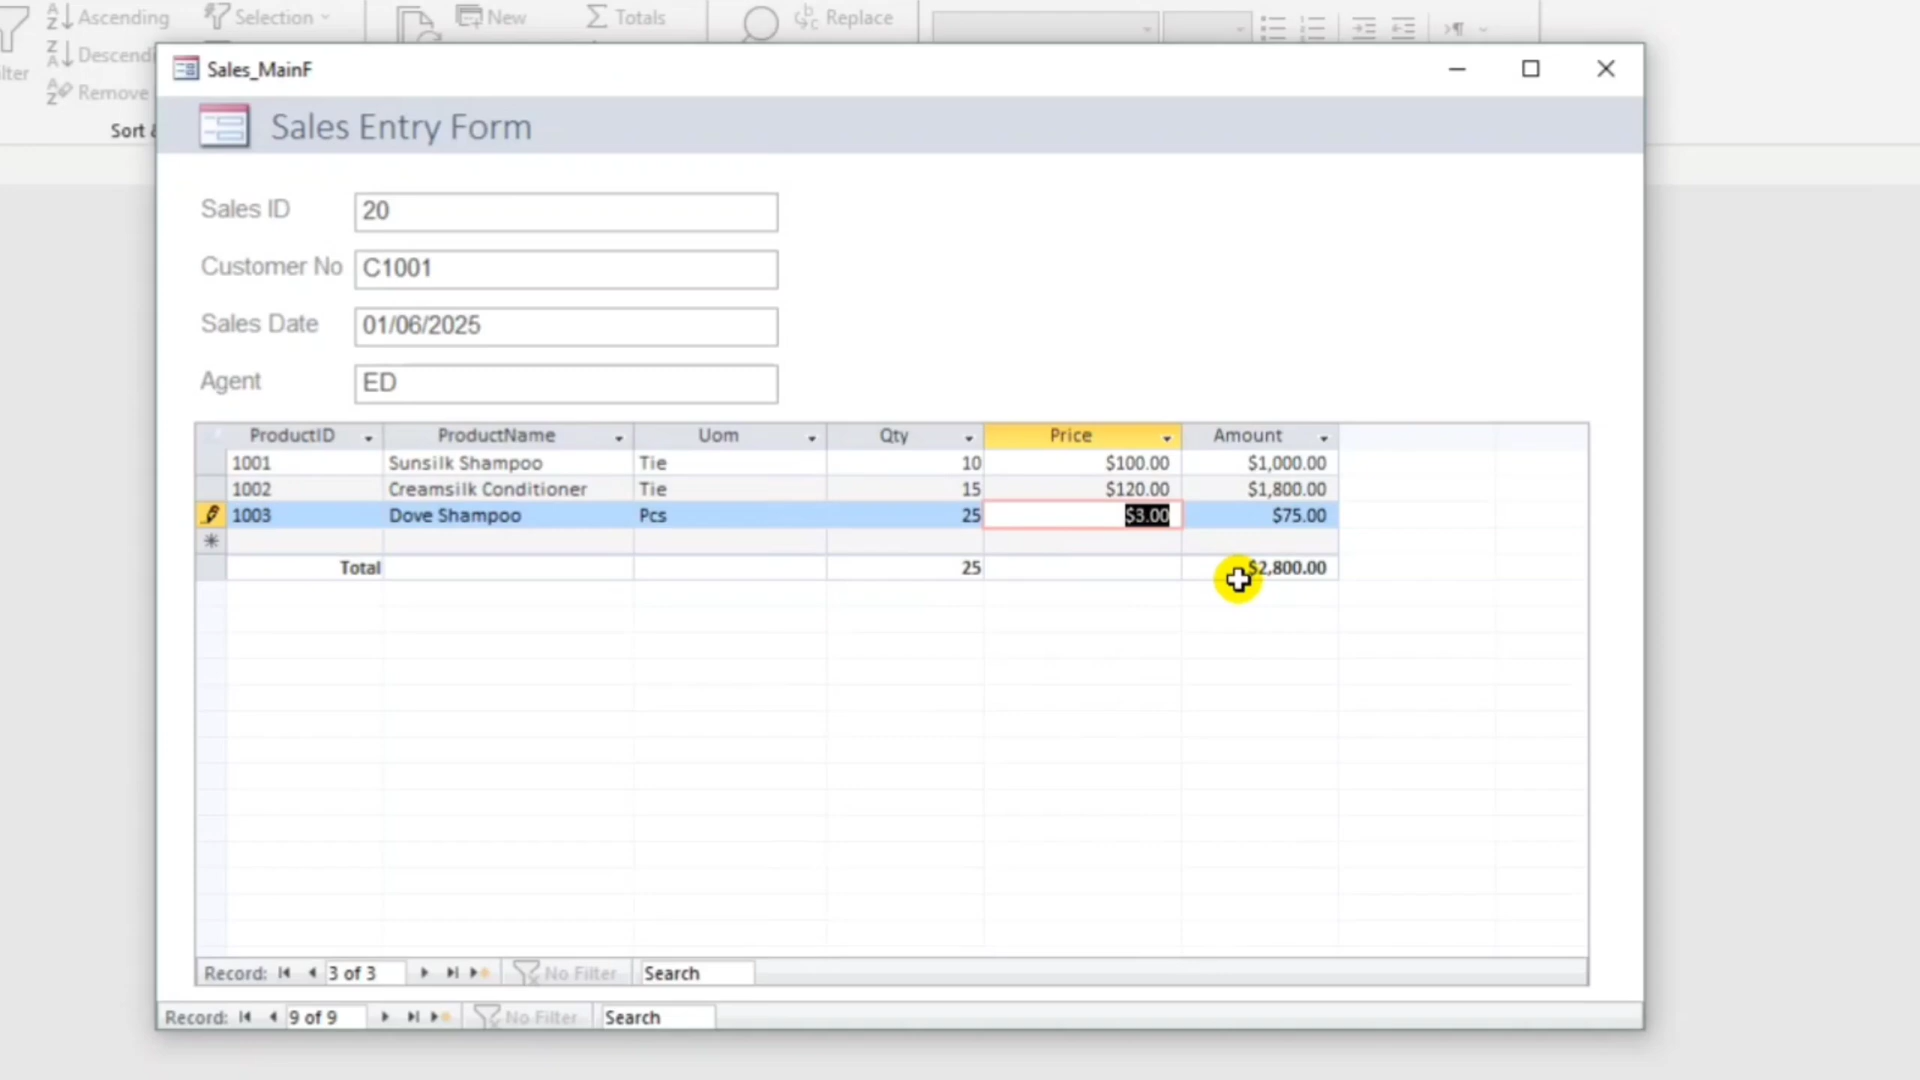 Ascending Selection New Totals Replace
Descendi
lter
Remove
Sort &
Sales_MainF
Sales Entry Form
Sales ID 20
Customer No C1001
Sales Date 01/06/2025
Agent ED
ProductID ProductName Uom Qty Price Amount
1001 Sunsilk Shampoo Tie 10 $100.00 $1,000.00
1002 Creamsilk Conditioner Tie 15 $120.00 $1,800.00
1003 Dove Shampoo Pcs 25 $3.00 $75.00
Total 25 $2,800.00
Record: 3 of 3 No Filter Search
Record: 9 of 9 No Filter Search